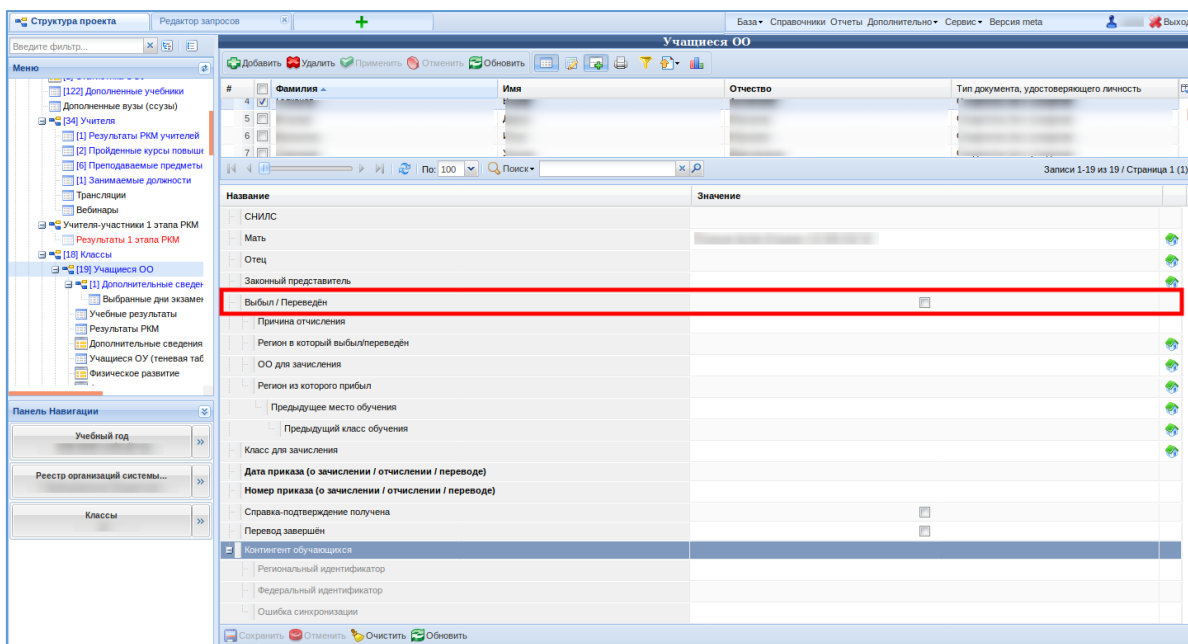 Структура проекта
Редактор запросов
База Справочники Отчеты Дополнительно Сервис Версия meta
Выход
Введите фильтр...
Учащиеся ОО
Меню
Добавить Удалить Применить Отменить Обновить
[122] Дополненные учебники
Дополненные вузы (ссузы)
[34] Учителя
[1] Результаты РКМ учителей
[2] Пройденные курсы повыше
[6] Преподаваемые предметы
[1] Занимаемые должности
Трансляции
Вебинары
Учителя-участники 1 этапа РКМ
Результаты 1 этапа РКМ
[18] Классы
[19] Учащиеся ОО
[1] Дополнительные сведен
Выбранные дни экзамен
Учебные результаты
Результаты РКМ
Дополнительные сведения
Учащиеся ОУ (теневая таб
Физическое развитие
Панель Навигации
Учебный год
Реестр организаций системы...
Классы
# Фамилия Имя Отчество Тип документа, удостоверяющего личность
4
5
6
7
По: 100 Поиск
Записи 1-19 из 19 / Страница 1 (1)
Название Значение
СНИЛС
Мать
Отец
Законный представитель
Выбыл / Переведён
Причина отчисления
Регион в который выбыл/переведён
ОО для зачисления
Регион из которого прибыл
Предыдущее место обучения
Предыдущий класс обучения
Класс для зачисления
Дата приказа (о зачислении / отчислении / переводе)
Номер приказа (о зачислении / отчислении / переводе)
Справка-подтверждение получена
Перевод завершён
Контингент обучающихся
Региональный идентификатор
Федеральный идентификатор
Ошибка синхронизации
Сохранить Отменить Очистить Обновить